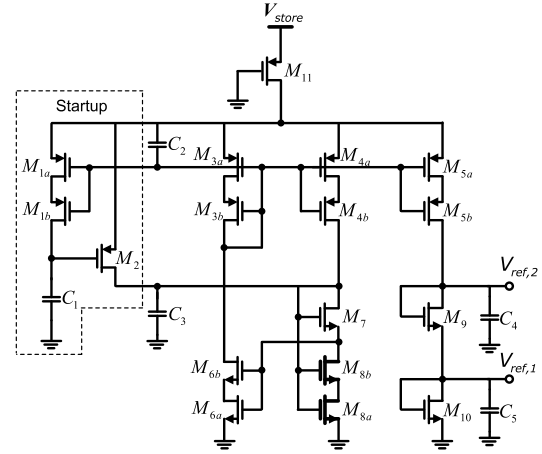 V_store
M_11
Startup
C_2
M_1a
M_3a
M_4a
M_5a
M_1b
M_3b
M_4b
M_5b
M_2
V_ref,2
C_1
C_3
M_7
M_9
C_4
V_ref,1
M_6b
M_8b
M_6a
M_8a
M_10
C_5